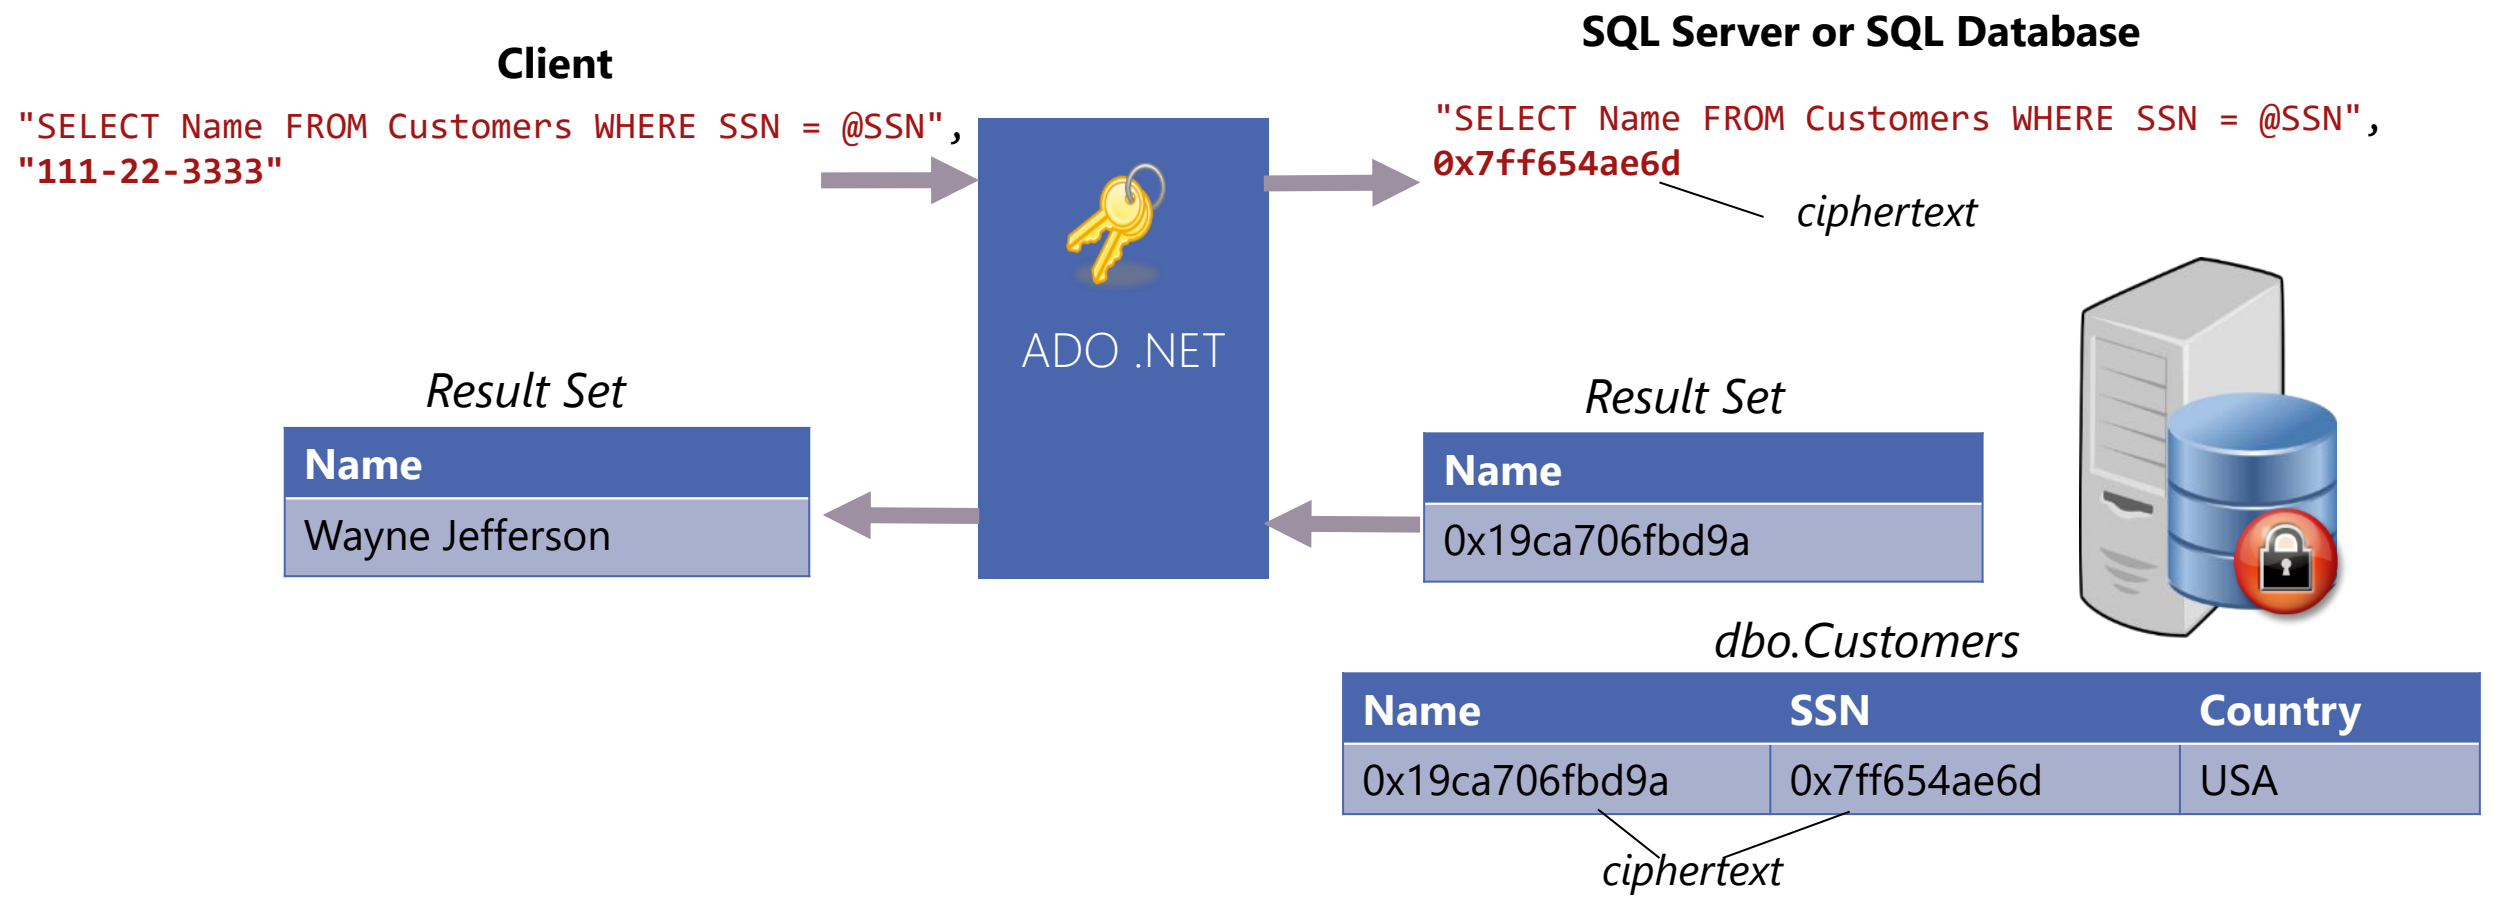 Client
"SELECT Name FROM Customers WHERE SSN = @SSN",
"111-22-3333"
SQL Server or SQL Database
"SELECT Name FROM Customers WHERE SSN = @SSN",
0x7ff654ae6d
ciphertext
ADO .NET
Result Set
Name
Wayne Jefferson
Result Set
Name
0x19ca706fbd9a
dbo.Customers
Name SSN Country
0x19ca706fbd9a 0x7ff654ae6d USA
ciphertext